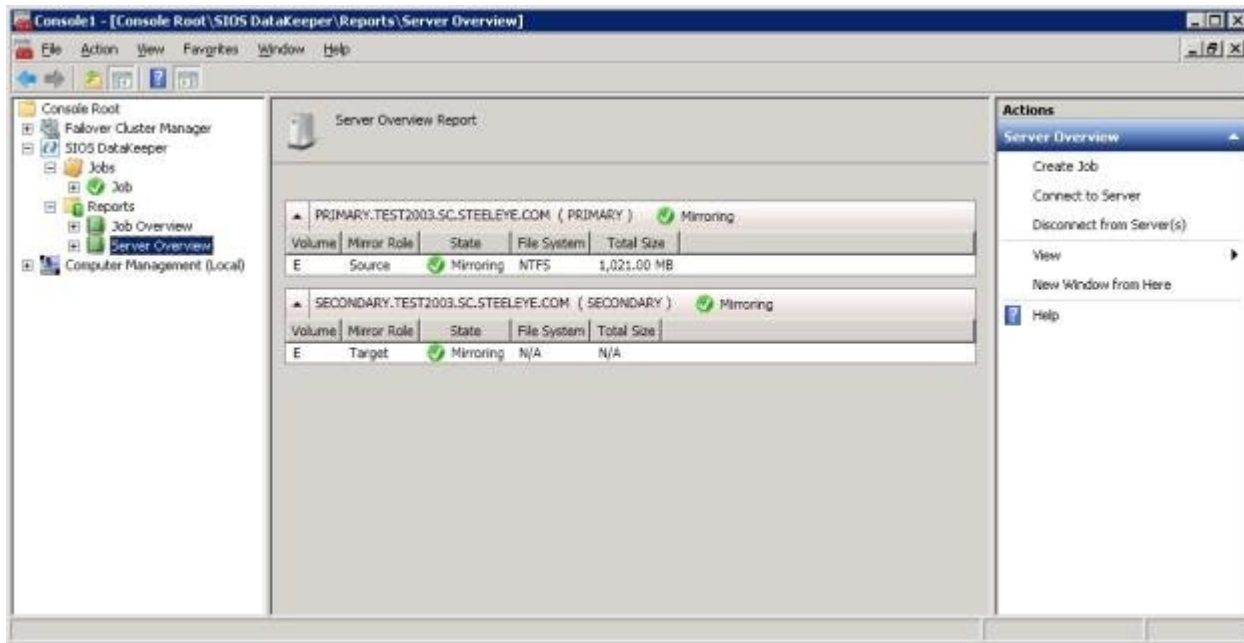 Console1 - [Console Root\SIOS DataKeeper\Reports\Server Overview]
File Action View Favorites Window Help
Console Root
Failover Cluster Manager
SIOS DataKeeper
Jobs
Job
Reports
Job Overview
Server Overview
Computer Management (Local)
Server Overview Report
PRIMARY.TEST2003.SC.STEELEYE.COM ( PRIMARY ) Mirroring
Volume Mirror Role State File System Total Size
E Source Mirroring NTFS 1,021.00 MB
SECONDARY.TEST2003.SC.STEELEYE.COM ( SECONDARY ) Mirroring
Volume Mirror Role State File System Total Size
E Target Mirroring N/A N/A
Actions
Server Overview
Create Job
Connect to Server
Disconnect from Server(s)
View
New Window from Here
Help